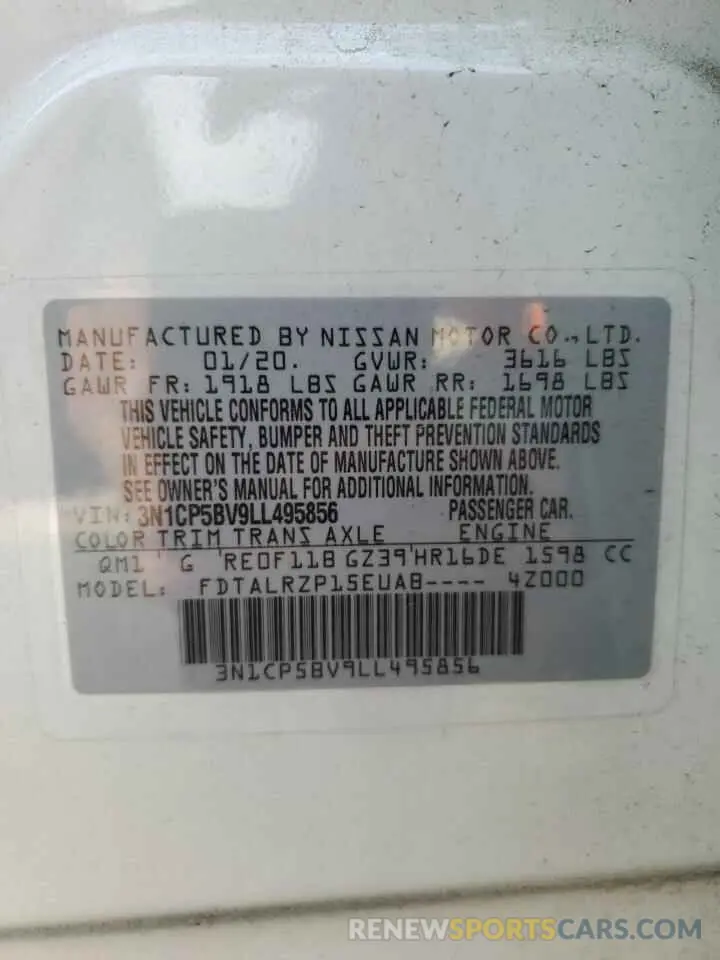 MANUFACTURED BY NISSAN MOTOR CO.,LTD.
DATE: 01/20. GVWR: 3616 LBS
GAWR FR: 1918 LBS GAWR RR: 1698 LBS
THIS VEHICLE CONFORMS TO ALL APPLICABLE FEDERAL MOTOR
VEHICLE SAFETY, BUMPER AND THEFT PREVENTION STANDARDS
IN EFFECT ON THE DATE OF MANUFACTURE SHOWN ABOVE.
SEE OWNER'S MANUAL FOR ADDITIONAL INFORMATION.
VIN: 3N1CP5BV9LL495856 PASSENGER CAR.
COLOR TRIM TRANS AXLE ENGINE
QM1 'G 'RE0F11B GZ39'HR16DE 1598 CC
MODEL: FDTALRZP15EUAB---- 4Z000
3N1CP5BV9LL495856
RENEWSPORTSCARS.COM